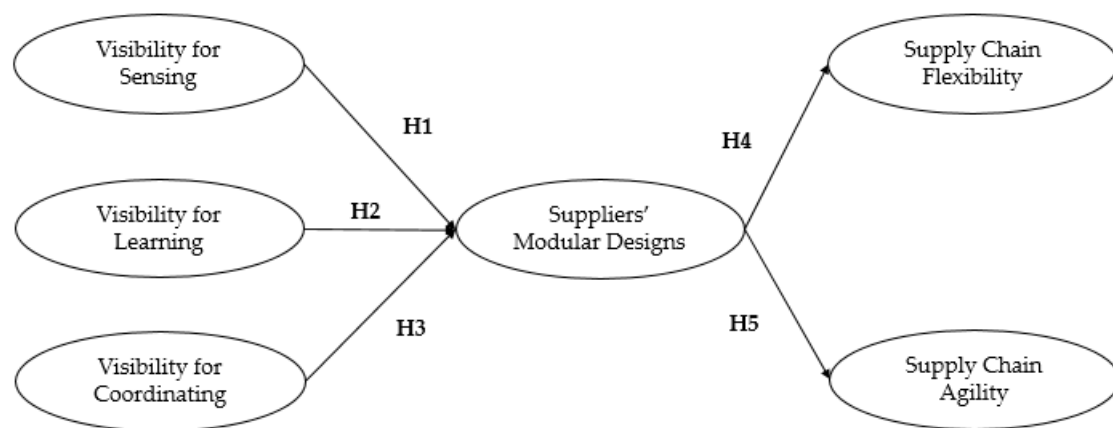 Visibility for
Sensing
Supply Chain
Flexibility
H1
H4
Visibility for
Learning
H2
Suppliers’
Modular Designs
H3
H5
Visibility for
Coordinating
Supply Chain
Agility